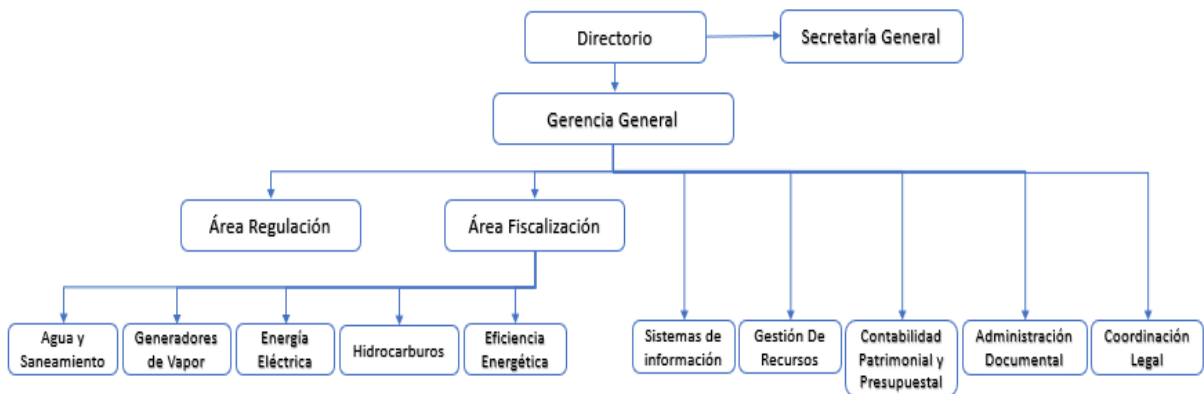 Directorio
Secretaría General
Gerencia General
Área Regulación
Área Fiscalización
Agua y
Saneamiento
Generadores
de Vapor
Energía
Eléctrica
Hidrocarburos
Eficiencia
Energética
Sistemas de
información
Gestión De
Recursos
Contabilidad
Patrimonial y
Presupuestal
Administración
Documental
Coordinación
Legal